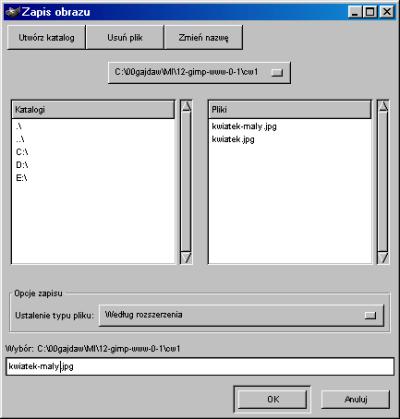 Zapis obrazu
Utwórz katalog
Usuń plik
Zmień nazwę
C:\00gajdaw\MI\12-gimp-www-0-1\cw1
Katalogi
.\
..\
C:\
D:\
E:\
Pliki
kwiatek-maly.jpg
kwiatek.jpg
Opcje zapisu
Ustalenie typu pliku:
Według rozszerzenia
Wybór: C:\00gajdaw\MI\12-gimp-www-0-1\cw1
kwiatek-maly.jpg
OK
Anuluj